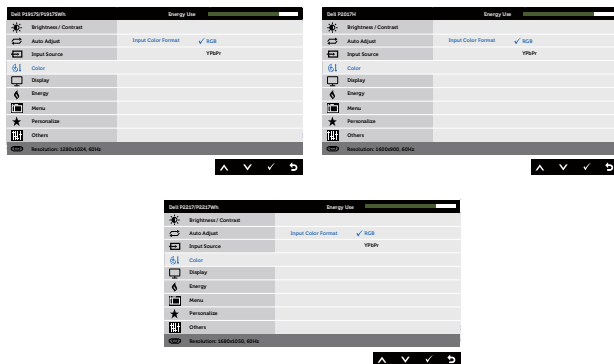 Dell P1917S/P1917SWh Energy Use
Brightness / Contrast
Auto Adjust Input Color Format ✓ RGB
Input Source YPbPr
Color
Display
Energy
Menu
Personalize
Others
Resolution: 1280x1024, 60Hz
Dell P2017H Energy Use
Brightness / Contrast
Auto Adjust Input Color Format ✓ RGB
Input Source YPbPr
Color
Display
Energy
Menu
Personalize
Others
Resolution: 1600x900, 60Hz
Dell P2217/P2217Wh Energy Use
Brightness / Contrast
Auto Adjust Input Color Format ✓ RGB
Input Source YPbPr
Color
Display
Energy
Menu
Personalize
Others
Resolution: 1680x1050, 60Hz